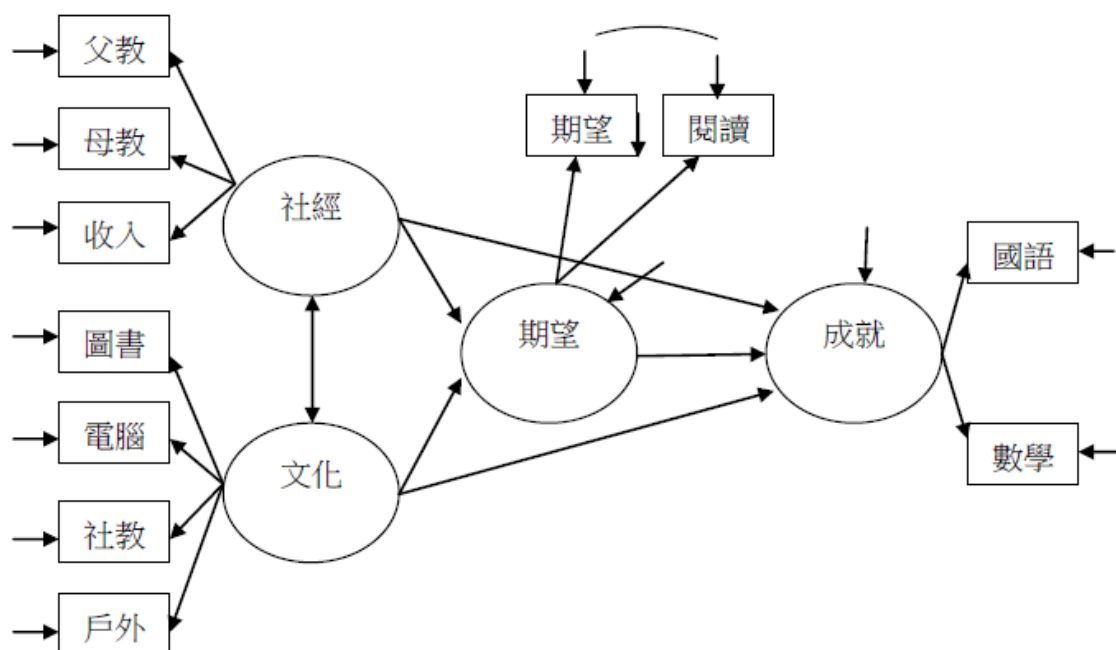 父教
母教
收入
圖書
電腦
社教
戶外
社經
文化
期望
閱讀
期望
成就
國語
數學